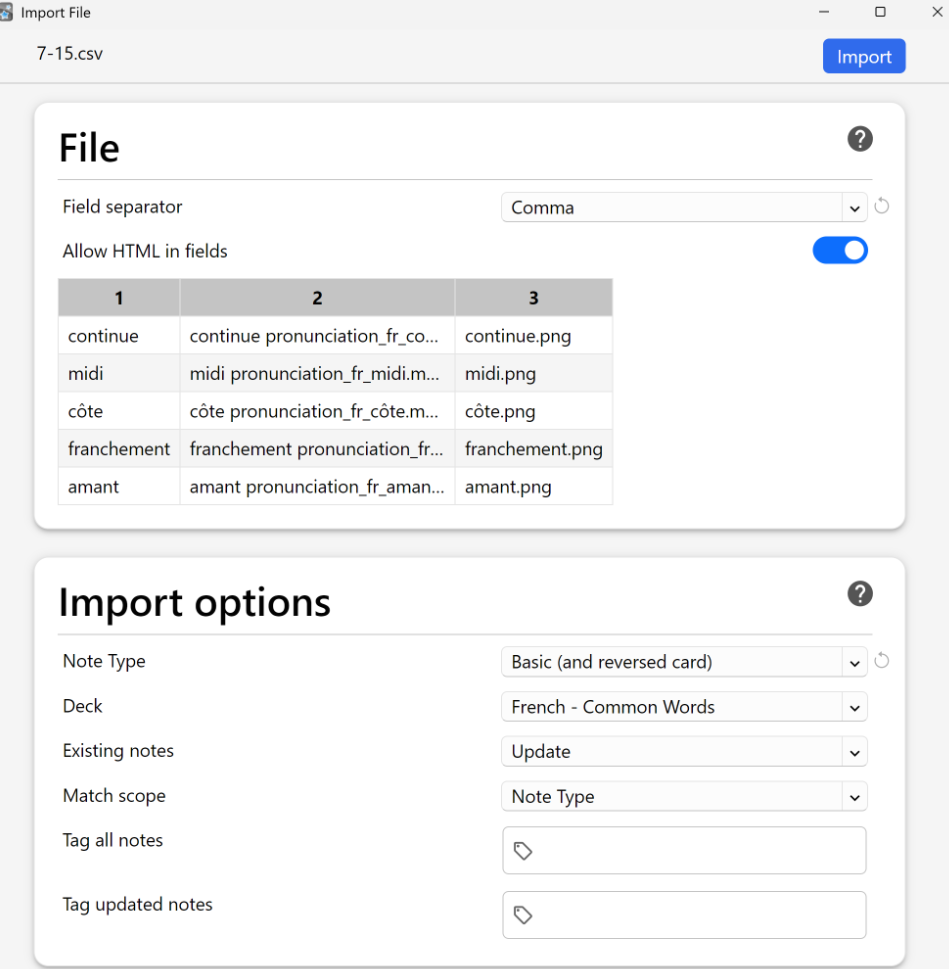 Import File
7-15.csv
Import
File
Field separator Comma
Allow HTML in fields
1 2 3
continue continue pronunciation_fr_co... continue.png
midi midi pronunciation_fr_midi.m... midi.png
côte côte pronunciation_fr_côte.m... côte.png
franchement franchement pronunciation_fr... franchement.png
amant amant pronunciation_fr_aman... amant.png
Import options
Note Type Basic (and reversed card)
Deck French - Common Words
Existing notes Update
Match scope Note Type
Tag all notes
Tag updated notes